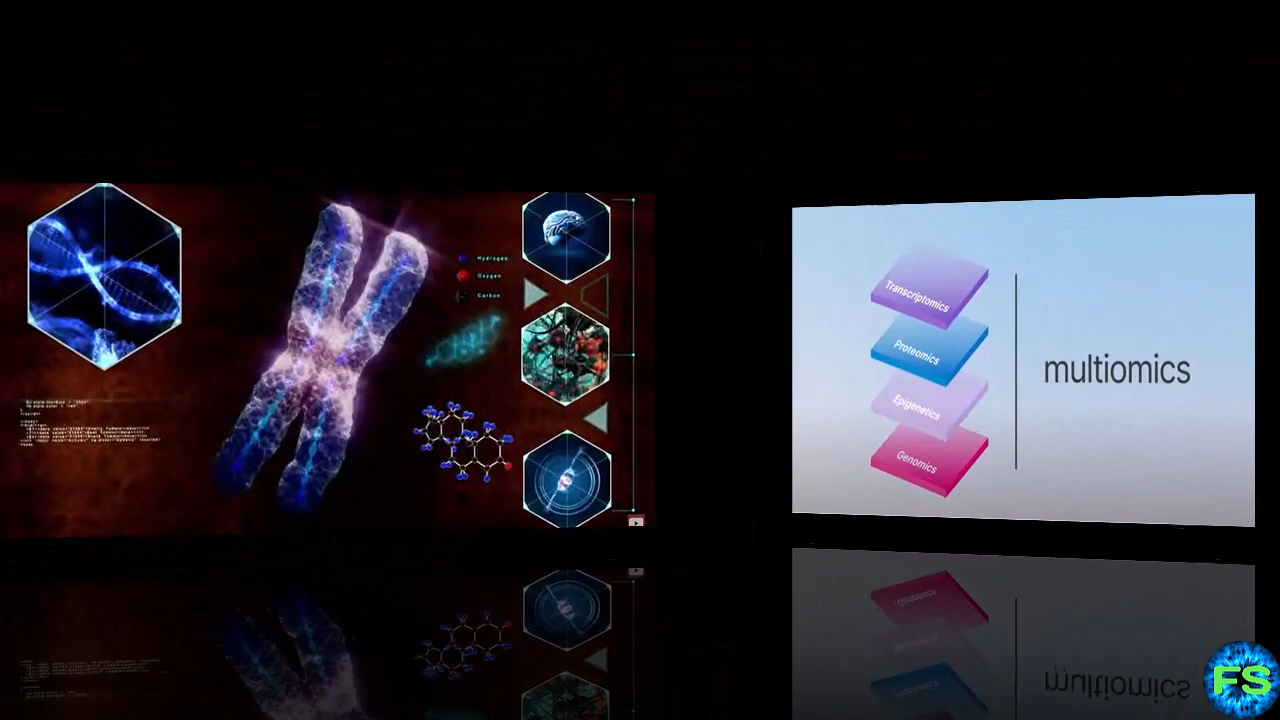 Hydrogen
Oxygen
Carbon
Transcriptomics
Proteomics
Epigenetics
Genomics
multiomics
FS